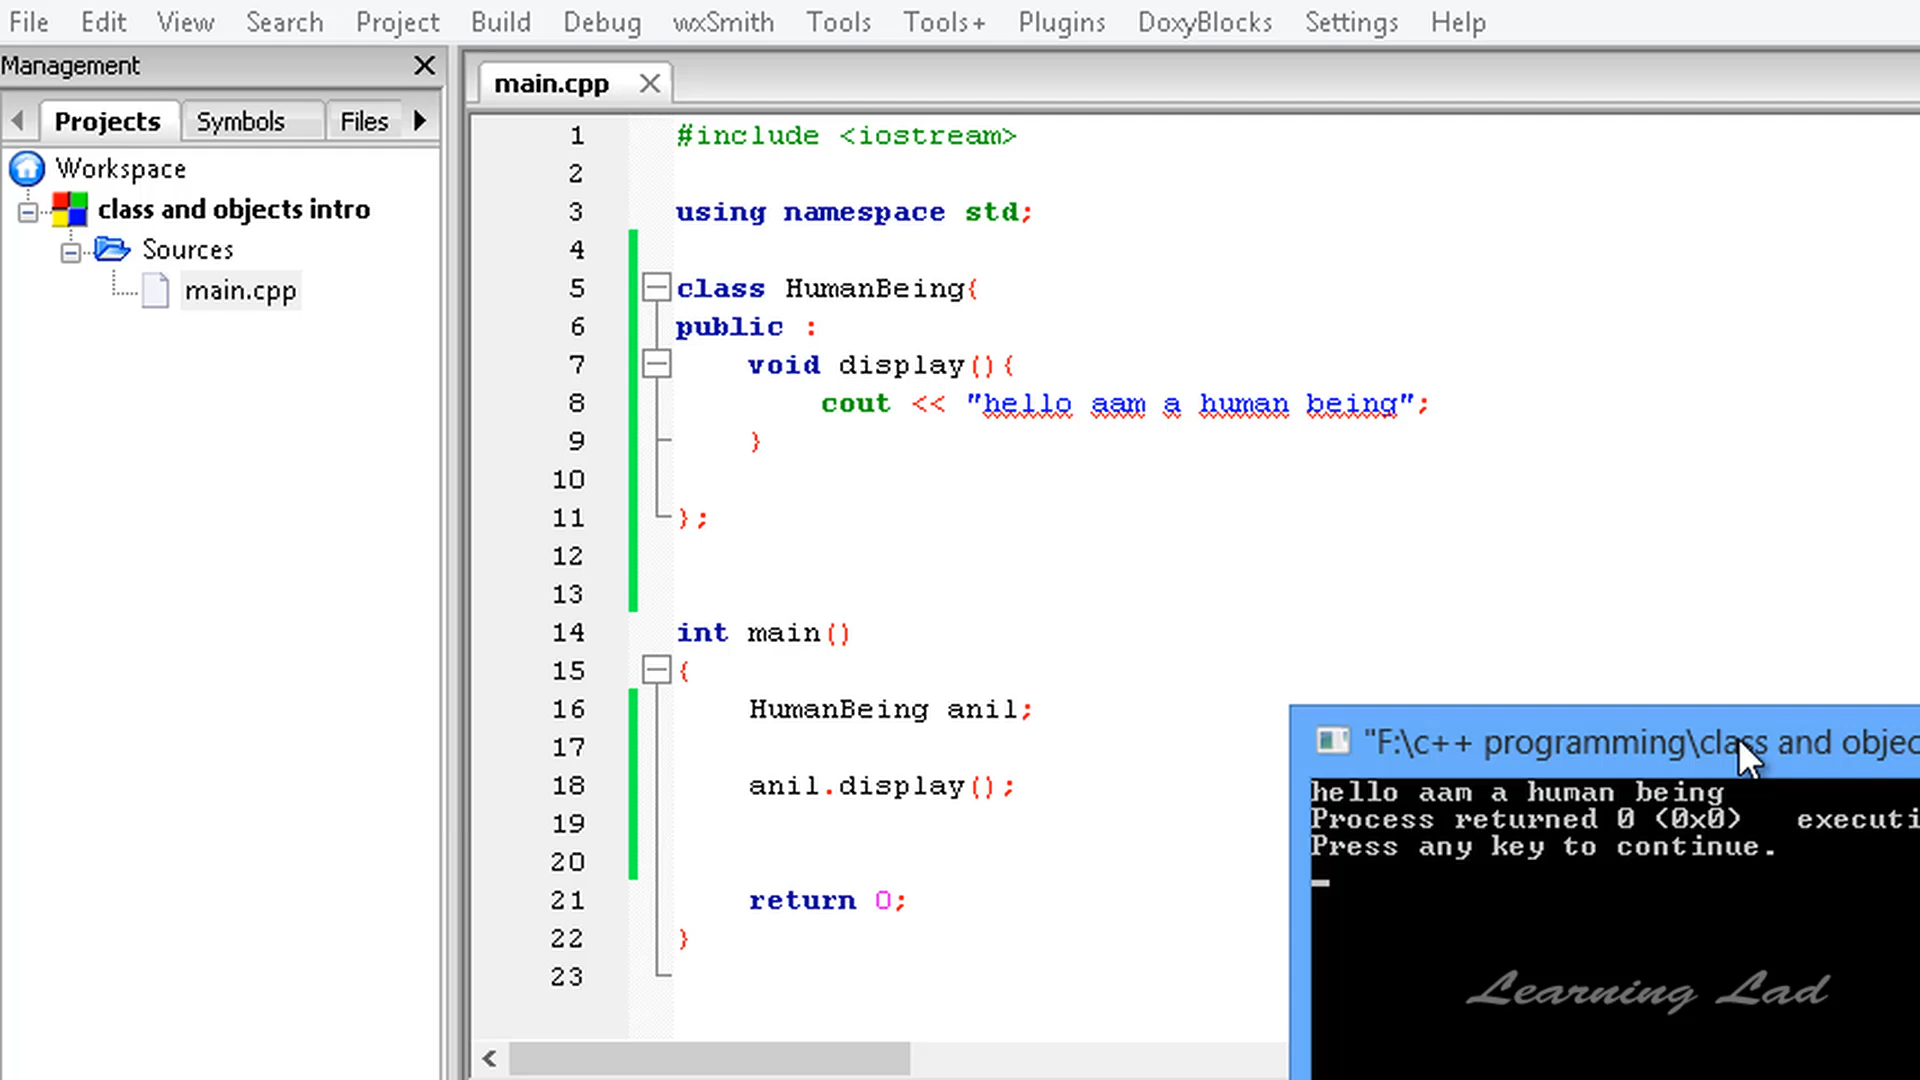 File Edit View Search Project Build Debug wxSmith Tools Tools+ Plugins DoxyBlocks Settings Help
Management
main.cpp
Projects Symbols Files
Workspace
class and objects intro
Sources
main.cpp
1 #include <iostream>
2
3 using namespace std;
4
5 class HumanBeing{
6 public :
7 void display(){
8 cout << "hello aam a human being";
9 }
10
11 };
12
13
14 int main()
15 {
16 HumanBeing anil;
17
18 anil.display();
19
20
21 return 0;
22 }
23
"F:\c++ programming\class and objec
hello aam a human being
Process returned 0 (0x0) executi
Press any key to continue.
Learning Lad